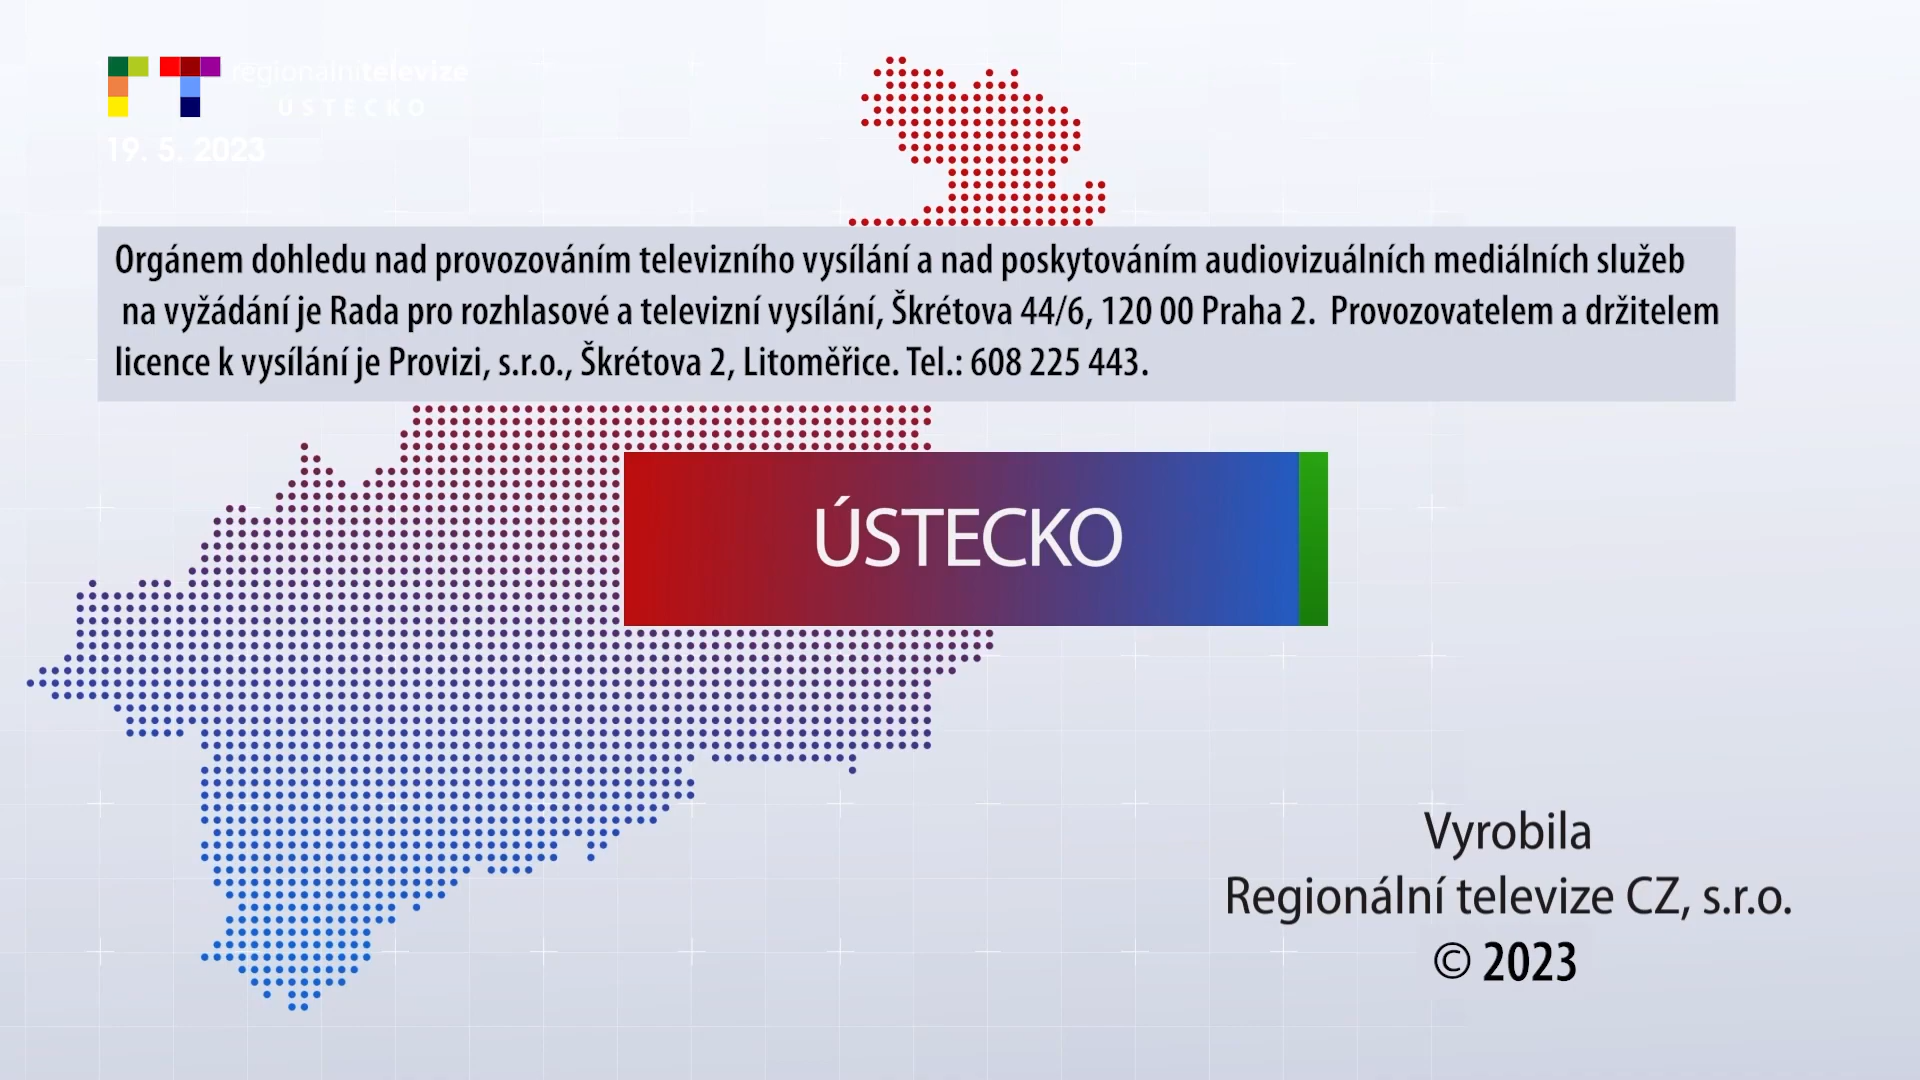 regionalnitelevize
ÚSTECKO
19. 5. 2023
Orgánem dohledu nad provozováním televizního vysílání a nad poskytováním audiovizuálních mediálních služeb
na vyžádání je Rada pro rozhlasové a televizní vysílání, Škrétova 44/6, 120 00 Praha 2. Provozovatelem a držitelem
licence k vysílání je Provizi, s.r.o., Škrétova 2, Litoměřice. Tel.: 608 225 443.
ÚSTECKO
Vyrobila
Regionální televize CZ, s.r.o.
© 2023